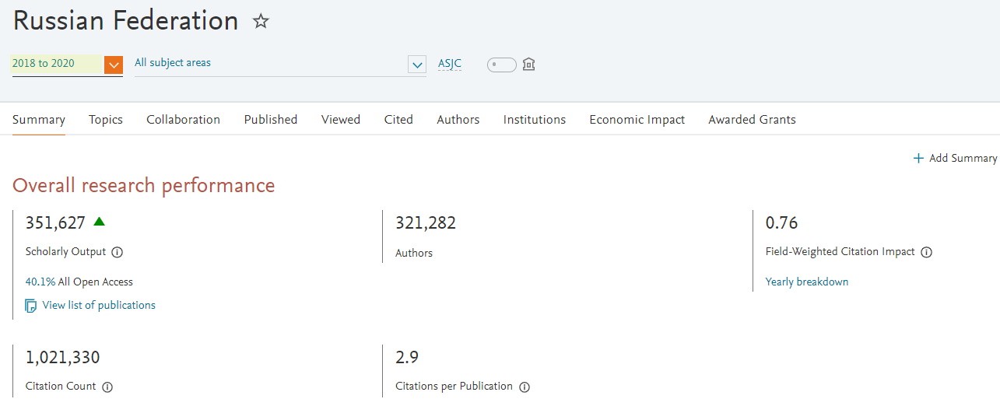 Russian Federation
2018 to 2020 All subject areas ASJC
Summary Topics Collaboration Published Viewed Cited Authors Institutions Economic Impact Awarded Grants
+ Add Summary
Overall research performance
351,627 321,282 0.76
Scholarly Output Authors Field-Weighted Citation Impact
40.1% All Open Access Yearly breakdown
View list of publications
1,021,330 2.9
Citation Count Citations per Publication